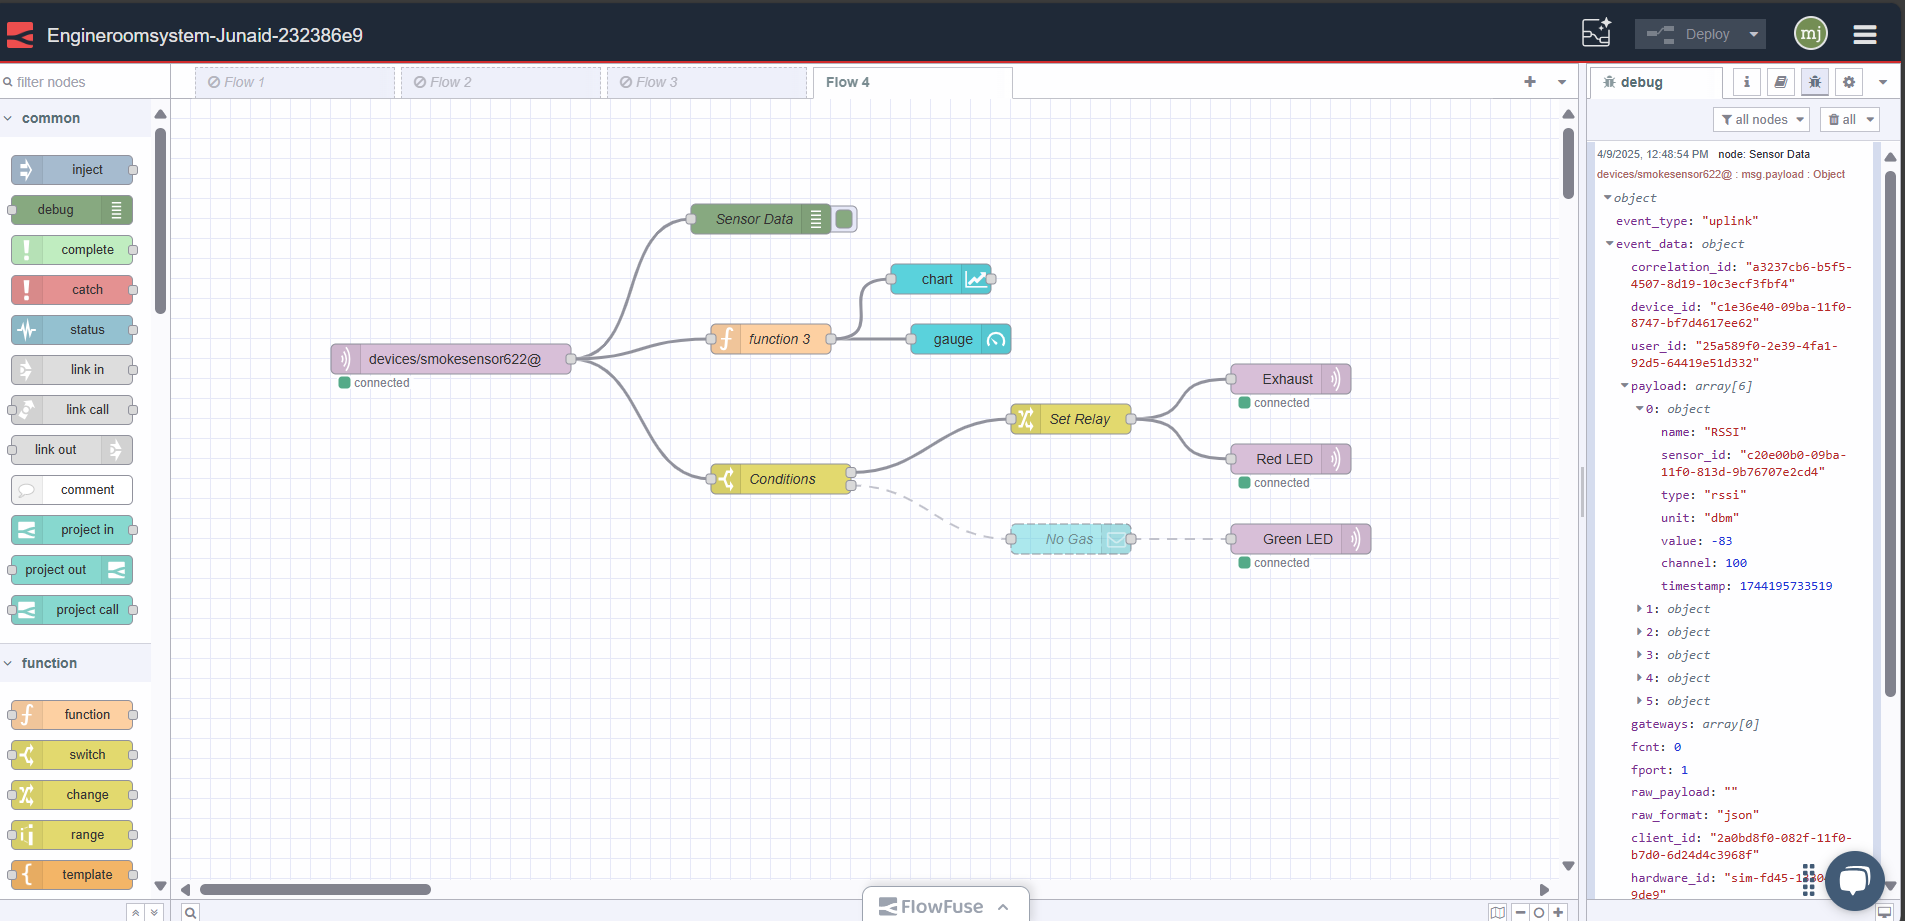 Engineroomsystem-Junaid-232386e9
Deploy
mj
filter nodes
Flow 1
Flow 2
Flow 3
Flow 4
debug
i
all nodes
all
common
inject
debug
complete
catch
status
link in
link call
link out
comment
project in
project out
project call
function
function
switch
change
range
template
Sensor Data
chart
function 3
gauge
devices/smokesensor622@
connected
Exhaust
connected
Set Relay
Red LED
connected
Conditions
No Gas
Green LED
connected
FlowFuse
4/9/2025, 12:48:54 PM node: Sensor Data
devices/smokesensor622@ : msg.payload : Object
object
event_type: "uplink"
event_data: object
correlation_id: "a3237cb6-b5f5-
4507-8d19-10c3ecf3fbf4"
device_id: "c1e36e40-09ba-11f0-
8747-bf7d4617ee62"
user_id: "25a589f0-2e39-4fa1-
92d5-64419e51d332"
payload: array[6]
0: object
name: "RSSI"
sensor_id: "c20e00b0-09ba-
11f0-813d-9b76707e2cd4"
type: "rssi"
unit: "dbm"
value: -83
channel: 100
timestamp: 1744195733519
1: object
2: object
3: object
4: object
5: object
gateways: array[0]
fcnt: 0
fport: 1
raw_payload: ""
raw_format: "json"
client_id: "2a0bd8f0-082f-11f0-
b7d0-6d24d4c3968f"
hardware_id: "sim-fd45-
9de9"